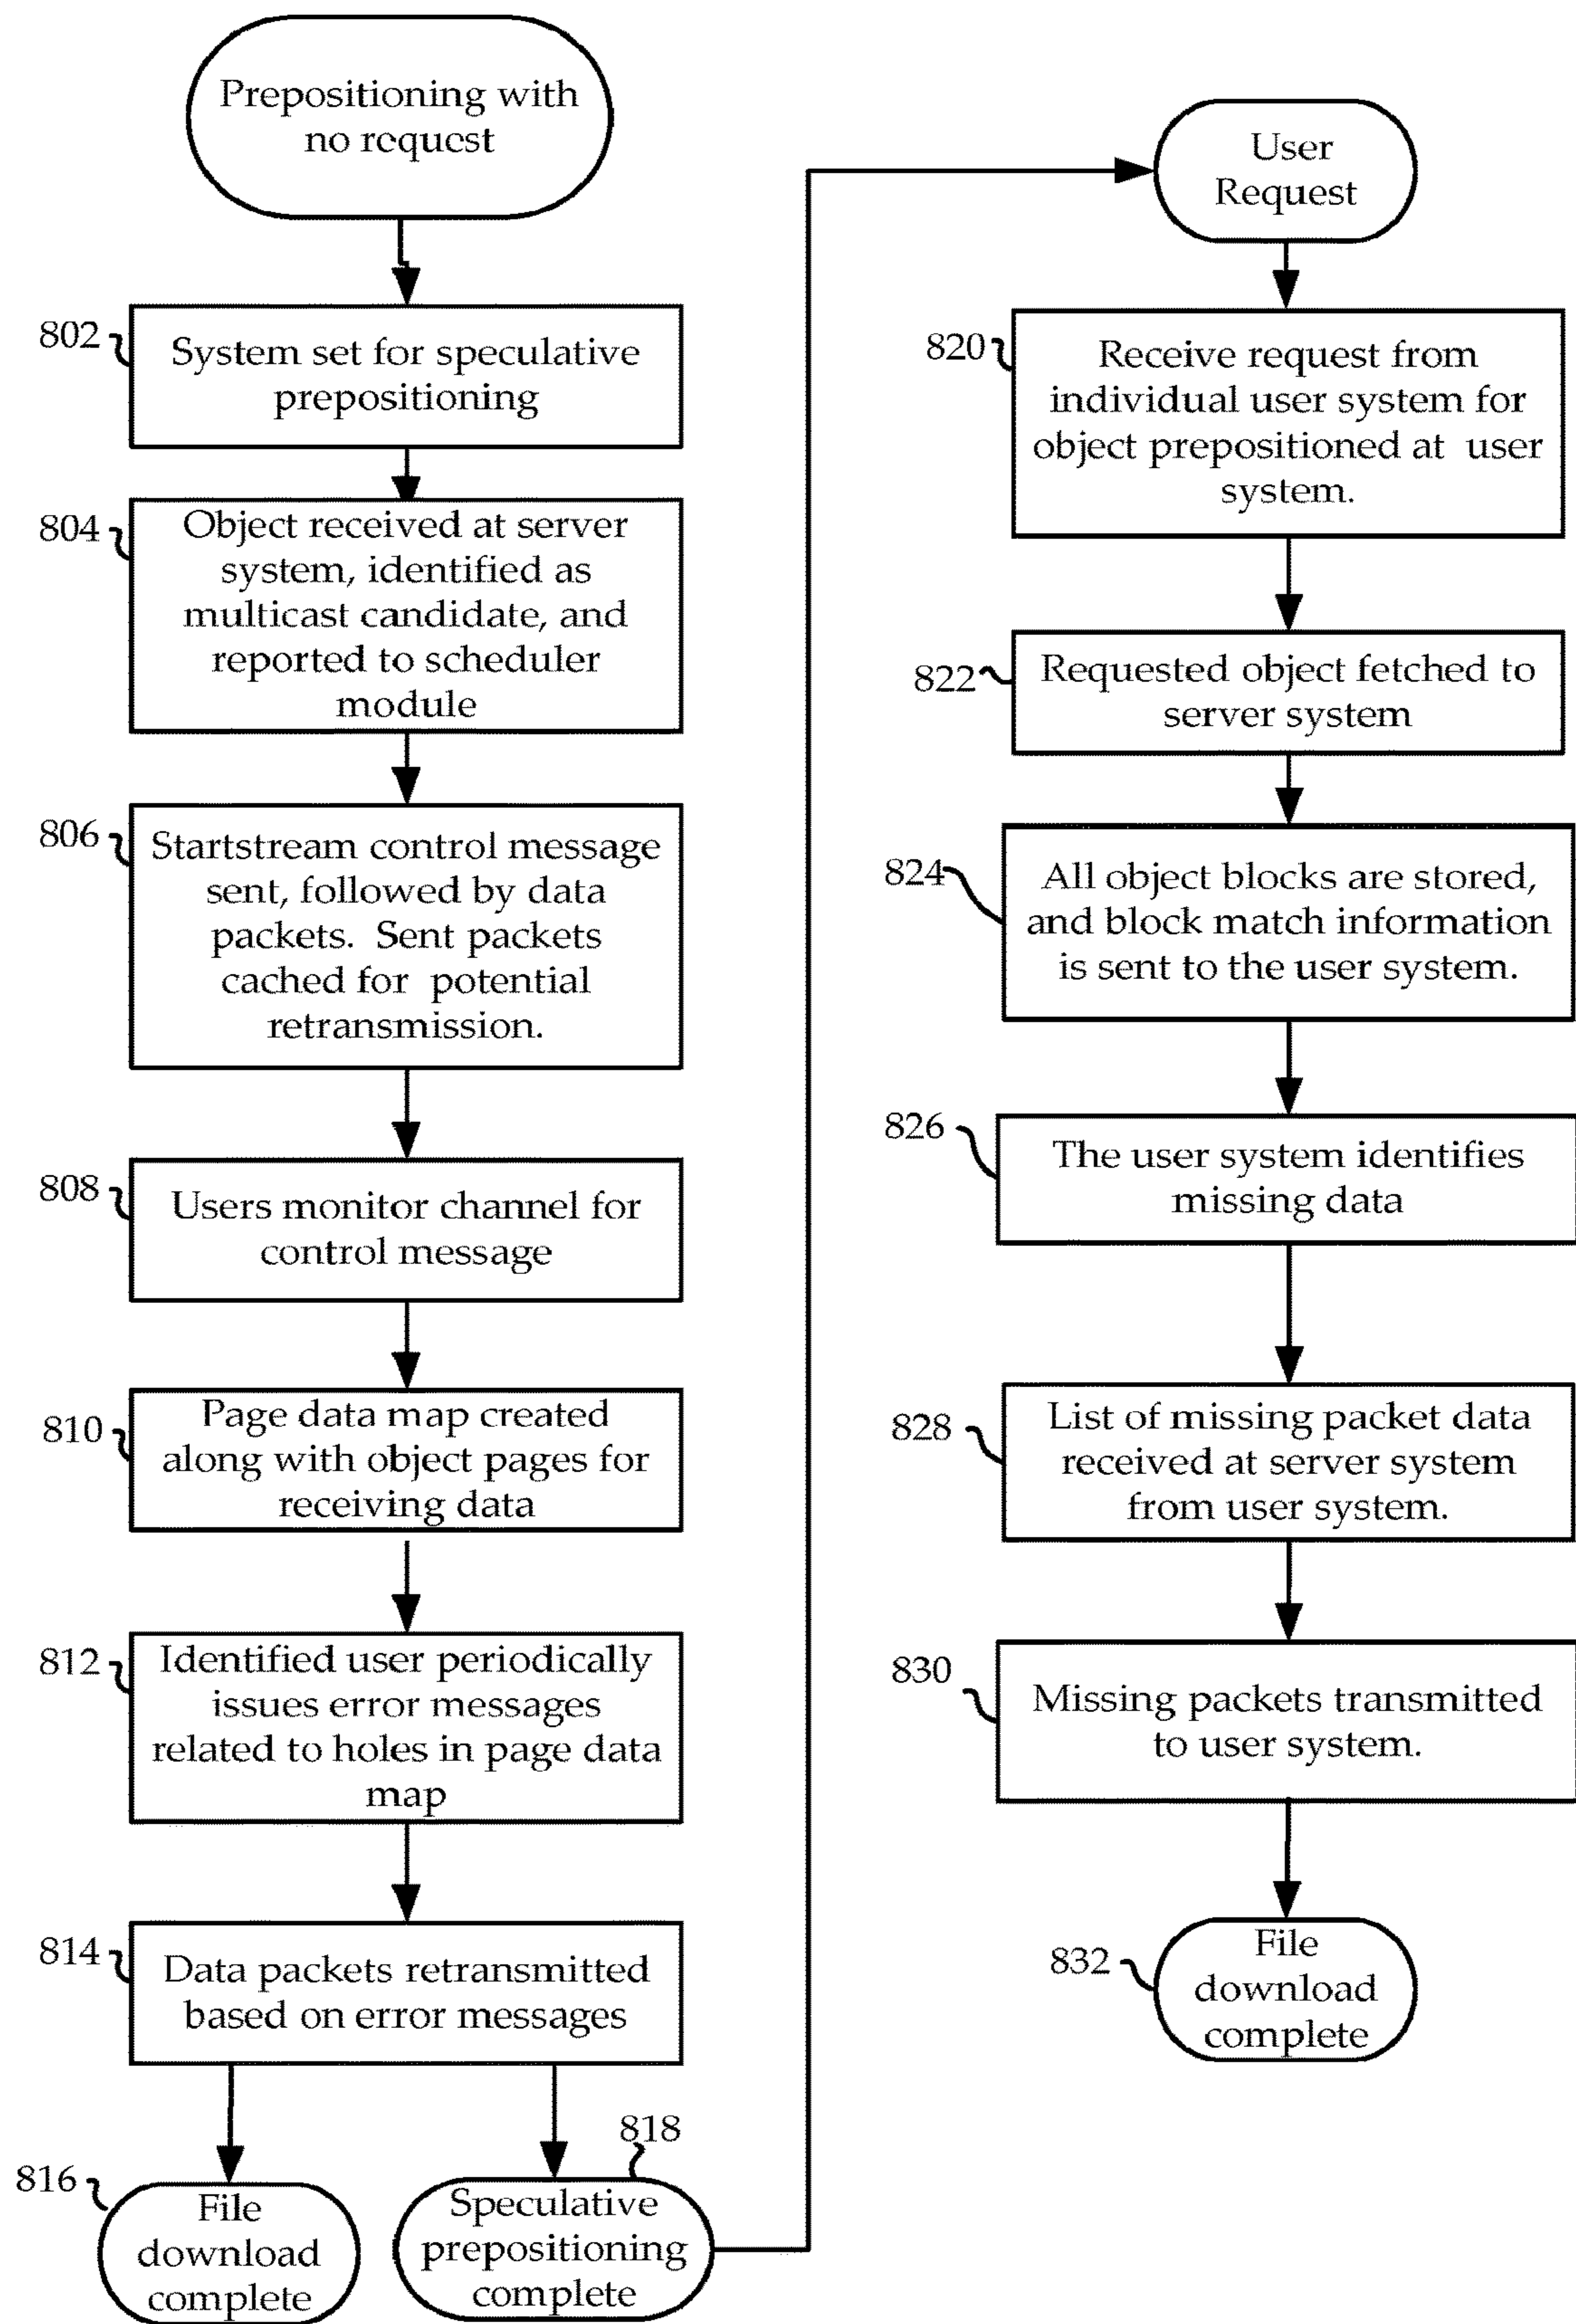 Prepositioning with
no request
802
System set for speculative
prepositioning
804
Object received at server
system, identified as
multicast candidate, and
reported to scheduler
module
806
Startstream control message
sent, followed by data
packets. Sent packets
cached for potential
retransmission.
808
Users monitor channel for
control message
810
Page data map created
along with object pages for
receiving data
812
Identified user periodically
issues error messages
related to holes in page data
map
814
Data packets retransmitted
based on error messages
816
File
download
complete
818
Speculative
prepositioning
complete
User
Request
820
Receive request from
individual user system for
object prepositioned at user
system.
822
Requested object fetched to
server system
824
All object blocks are stored,
and block match information
is sent to the user system.
826
The user system identifies
missing data
828
List of missing packet data
received at server system
from user system.
830
Missing packets transmitted
to user system.
832
File
download
complete